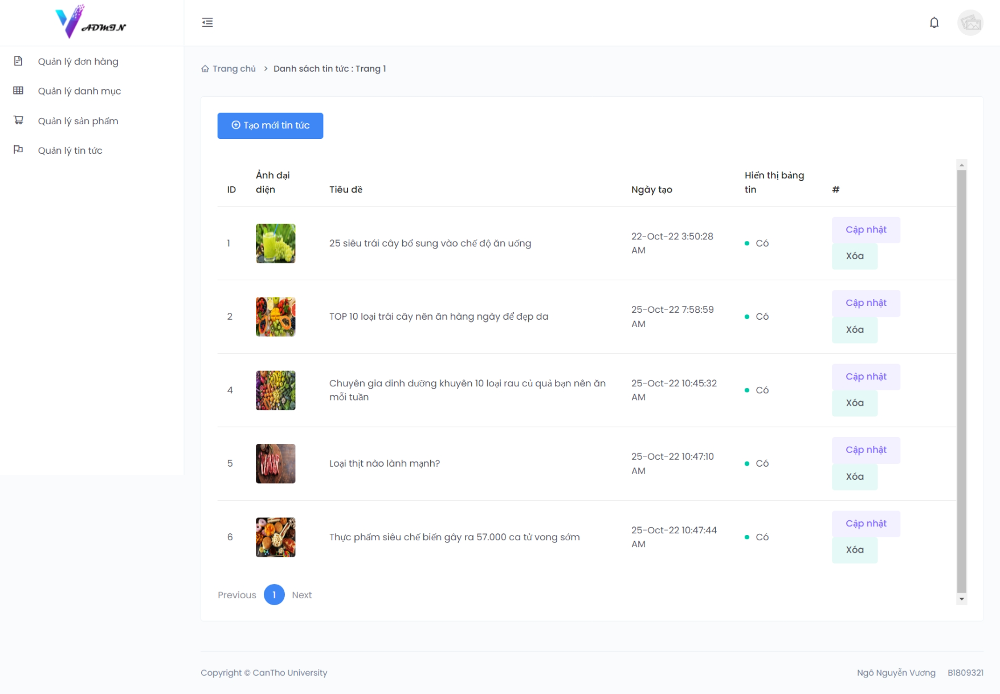 ADMIN
Quản lý đơn hàng
Quản lý danh mục
Quản lý sản phẩm
Quản lý tin tức
Trang chủ > Danh sách tin tức : Trang 1
Tạo mới tin tức
ID
Ảnh đại
diện
Tiêu đề
Ngày tạo
Hiển thị bảng
tin
#
1
25 siêu trái cây bổ sung vào chế độ ăn uống
22-Oct-22 3:50:28
AM
Có
Cập nhật
Xóa
2
TOP 10 loại trái cây nên ăn hàng ngày để đẹp da
25-Oct-22 7:58:59
AM
Có
Cập nhật
Xóa
4
Chuyên gia dinh dưỡng khuyên 10 loại rau củ quả bạn nên ăn
mỗi tuần
25-Oct-22 10:45:32
AM
Có
Cập nhật
Xóa
5
Loại thịt nào lành mạnh?
25-Oct-22 10:47:10
AM
Có
Cập nhật
Xóa
6
Thực phẩm siêu chế biến gây ra 57.000 ca tử vong sớm
25-Oct-22 10:47:44
AM
Có
Cập nhật
Xóa
Previous 1 Next
Copyright © CanTho University
Ngô Nguyễn Vương B1809321